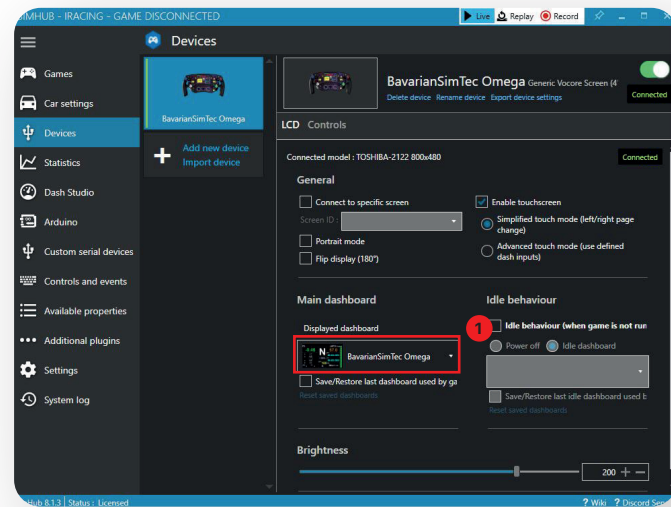 SIMHUB - IRACING - GAME DISCONNECTED
Live Replay Record
Devices
Games
Car settings
Devices
Statistics
Dash Studio
Arduino
Custom serial devices
Controls and events
Available properties
Additional plugins
Settings
System log
BavarianSimTec Omega
Add new device
Import device
BavarianSimTec Omega Generic Vocore Screen (4"
Delete device Rename device Export device settings
Connected
LCD Controls
Connected model : TOSHIBA-2122 800x480
Connected
General
Connect to specific screen
Screen ID :
Portrait mode
Flip display (180°)
Enable touchscreen
Simplified touch mode (left/right page
change)
Advanced touch mode (use defined
dash inputs)
Main dashboard
Displayed dashboard
N
BavarianSimTec Omega
Save/Restore last dashboard used by ga
Reset saved dashboards
Idle behaviour
1
Idle behaviour (when game is not run
Power off Idle dashboard
Save/Restore last idle dashboard used b
Reset saved dashboards
Brightness
200 + −
Hub 8.1.3 Status : Licensed
? Wiki ? Discord Ser